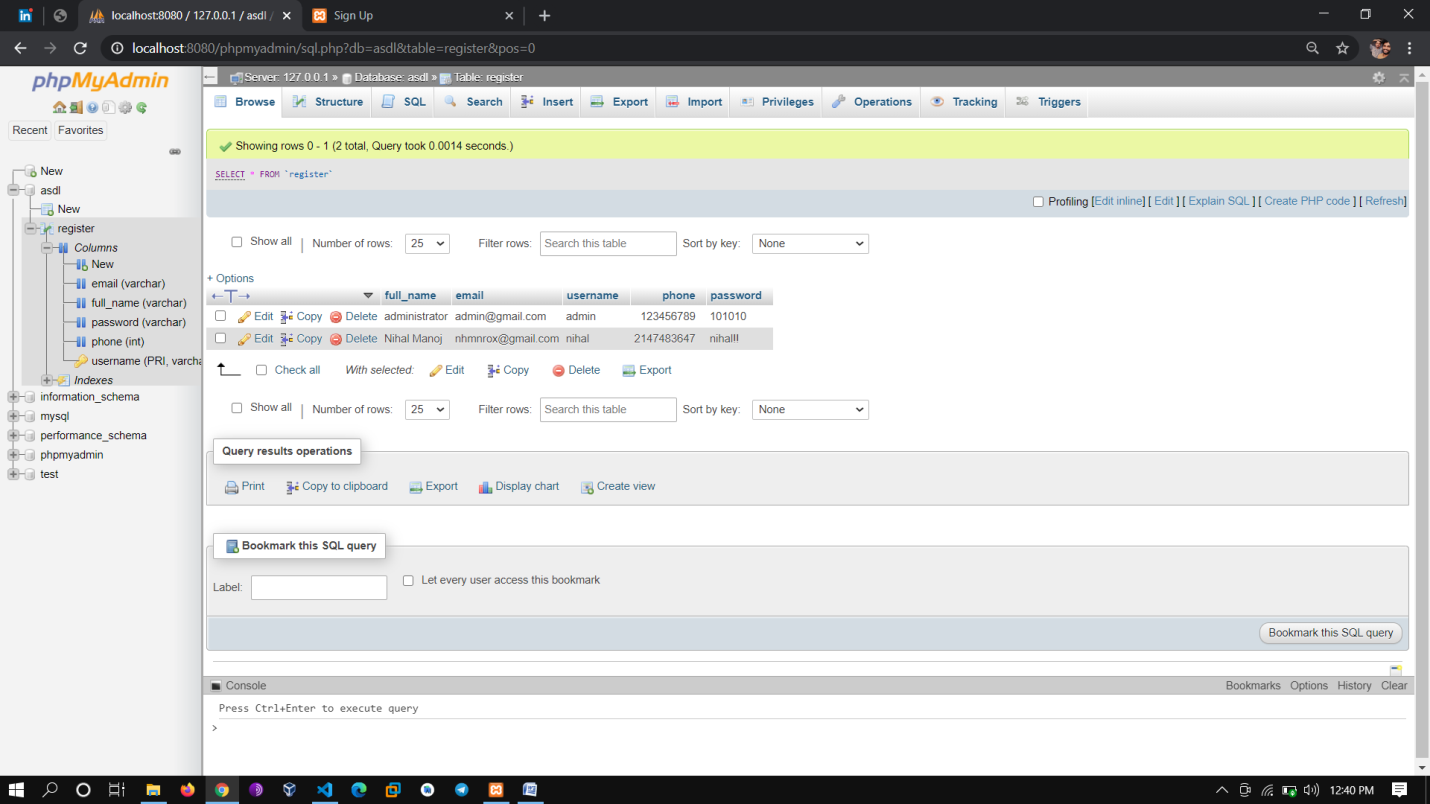 localhost:8080 / 127.0.0.1 / asdl /
Sign Up
localhost:8080/phpmyadmin/sql.php?db=asdl&table=register&pos=0
phpMyAdmin
Recent Favorites
New
asdl
New
register
Columns
New
email (varchar)
full_name (varchar)
password (varchar)
phone (int)
username (PRI, varcha
Indexes
information_schema
mysql
performance_schema
phpmyadmin
test
Server: 127.0.0.1 » Database: asdl » Table: register
Browse Structure SQL Search Insert Export Import Privileges Operations Tracking Triggers
Showing rows 0 - 1 (2 total, Query took 0.0014 seconds.)
SELECT * FROM `register`
Profiling [Edit inline] [ Edit ] [ Explain SQL ] [ Create PHP code ] [ Refresh]
Show all | Number of rows: 25 Filter rows: Search this table Sort by key: None
+ Options
←T→ full_name email username phone password
Edit Copy Delete administrator admin@gmail.com admin 123456789 101010
Edit Copy Delete Nihal Manoj nhmnrox@gmail.com nihal 2147483647 nihal!!
Check all With selected: Edit Copy Delete Export
Show all | Number of rows: 25 Filter rows: Search this table Sort by key: None
Query results operations
Print Copy to clipboard Export Display chart Create view
Bookmark this SQL query
Label: Let every user access this bookmark
Bookmark this SQL query
Console Bookmarks Options History Clear
Press Ctrl+Enter to execute query
>
12:40 PM